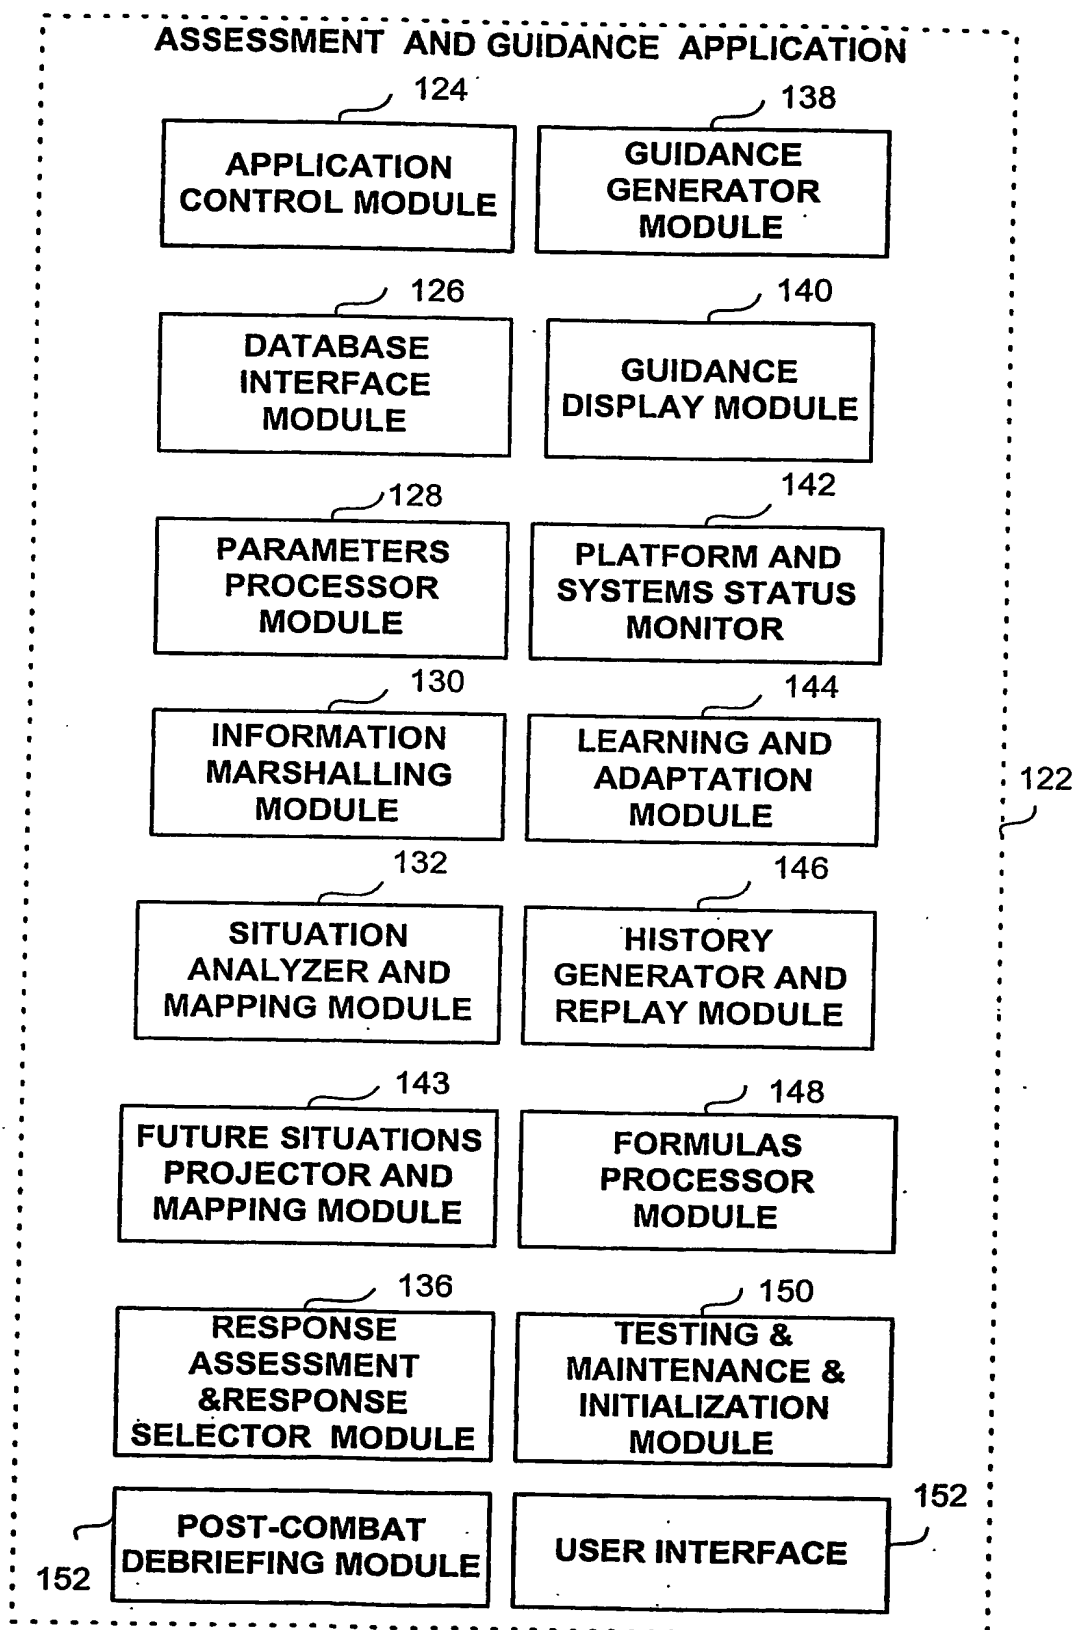 ASSESSMENT AND GUIDANCE APPLICATION
124
APPLICATION
CONTROL MODULE
138
GUIDANCE
GENERATOR
MODULE
126
DATABASE
INTERFACE
MODULE
140
GUIDANCE
DISPLAY MODULE
128
PARAMETERS
PROCESSOR
MODULE
142
PLATFORM AND
SYSTEMS STATUS
MONITOR
130
INFORMATION
MARSHALLING
MODULE
144
LEARNING AND
ADAPTATION
MODULE
122
132
SITUATION
ANALYZER AND
MAPPING MODULE
146
HISTORY
GENERATOR AND
REPLAY MODULE
143
FUTURE SITUATIONS
PROJECTOR AND
MAPPING MODULE
148
FORMULAS
PROCESSOR
MODULE
136
RESPONSE
ASSESSMENT
&RESPONSE
SELECTOR MODULE
150
TESTING &
MAINTENANCE &
INITIALIZATION
MODULE
152
POST-COMBAT
DEBRIEFING MODULE
152
USER INTERFACE